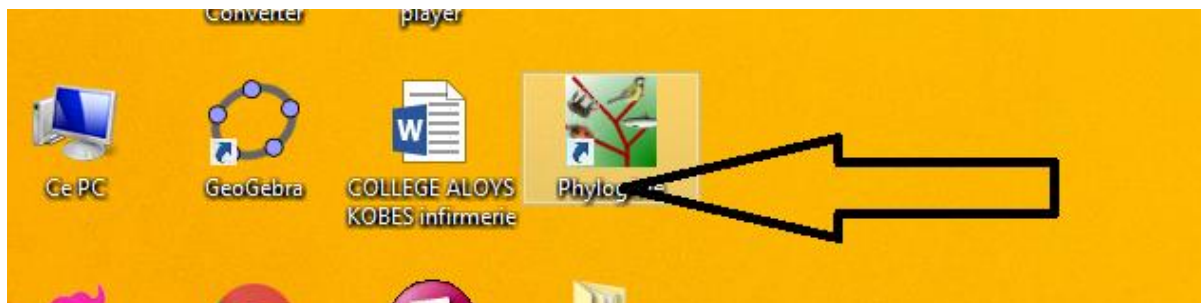 Converter player
Ce PC GeoGebra COLLEGE ALOYS
KOBES infirmerie